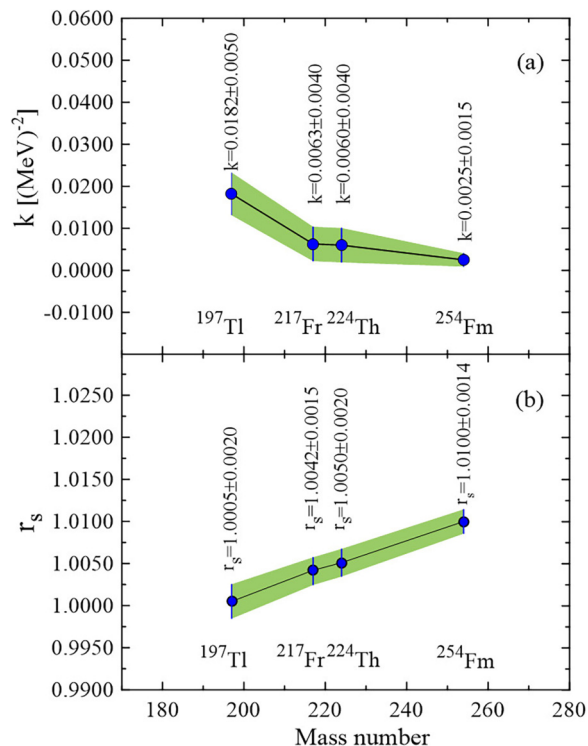 0.0600
(a)
0.0500
k=0.0182±0.0050
k=0.0063±0.0040
k=0.0060±0.0040
k=0.0025±0.0015
0.0400
0.0300
k [(MeV)⁻²]
0.0200
0.0100
0.0000
-0.0100
¹⁹⁷Tl
²¹⁷Fr
²²⁴Th
²⁵⁴Fm
1.0250
(b)
1.0200
rₛ=1.0005±0.0020
rₛ=1.0042±0.0015
rₛ=1.0050±0.0020
rₛ=1.0100±0.0014
1.0150
1.0100
rₛ
1.0050
1.0000
0.9950
¹⁹⁷Tl
²¹⁷Fr
²²⁴Th
²⁵⁴Fm
0.9900
180 200 220 240 260 280
Mass number